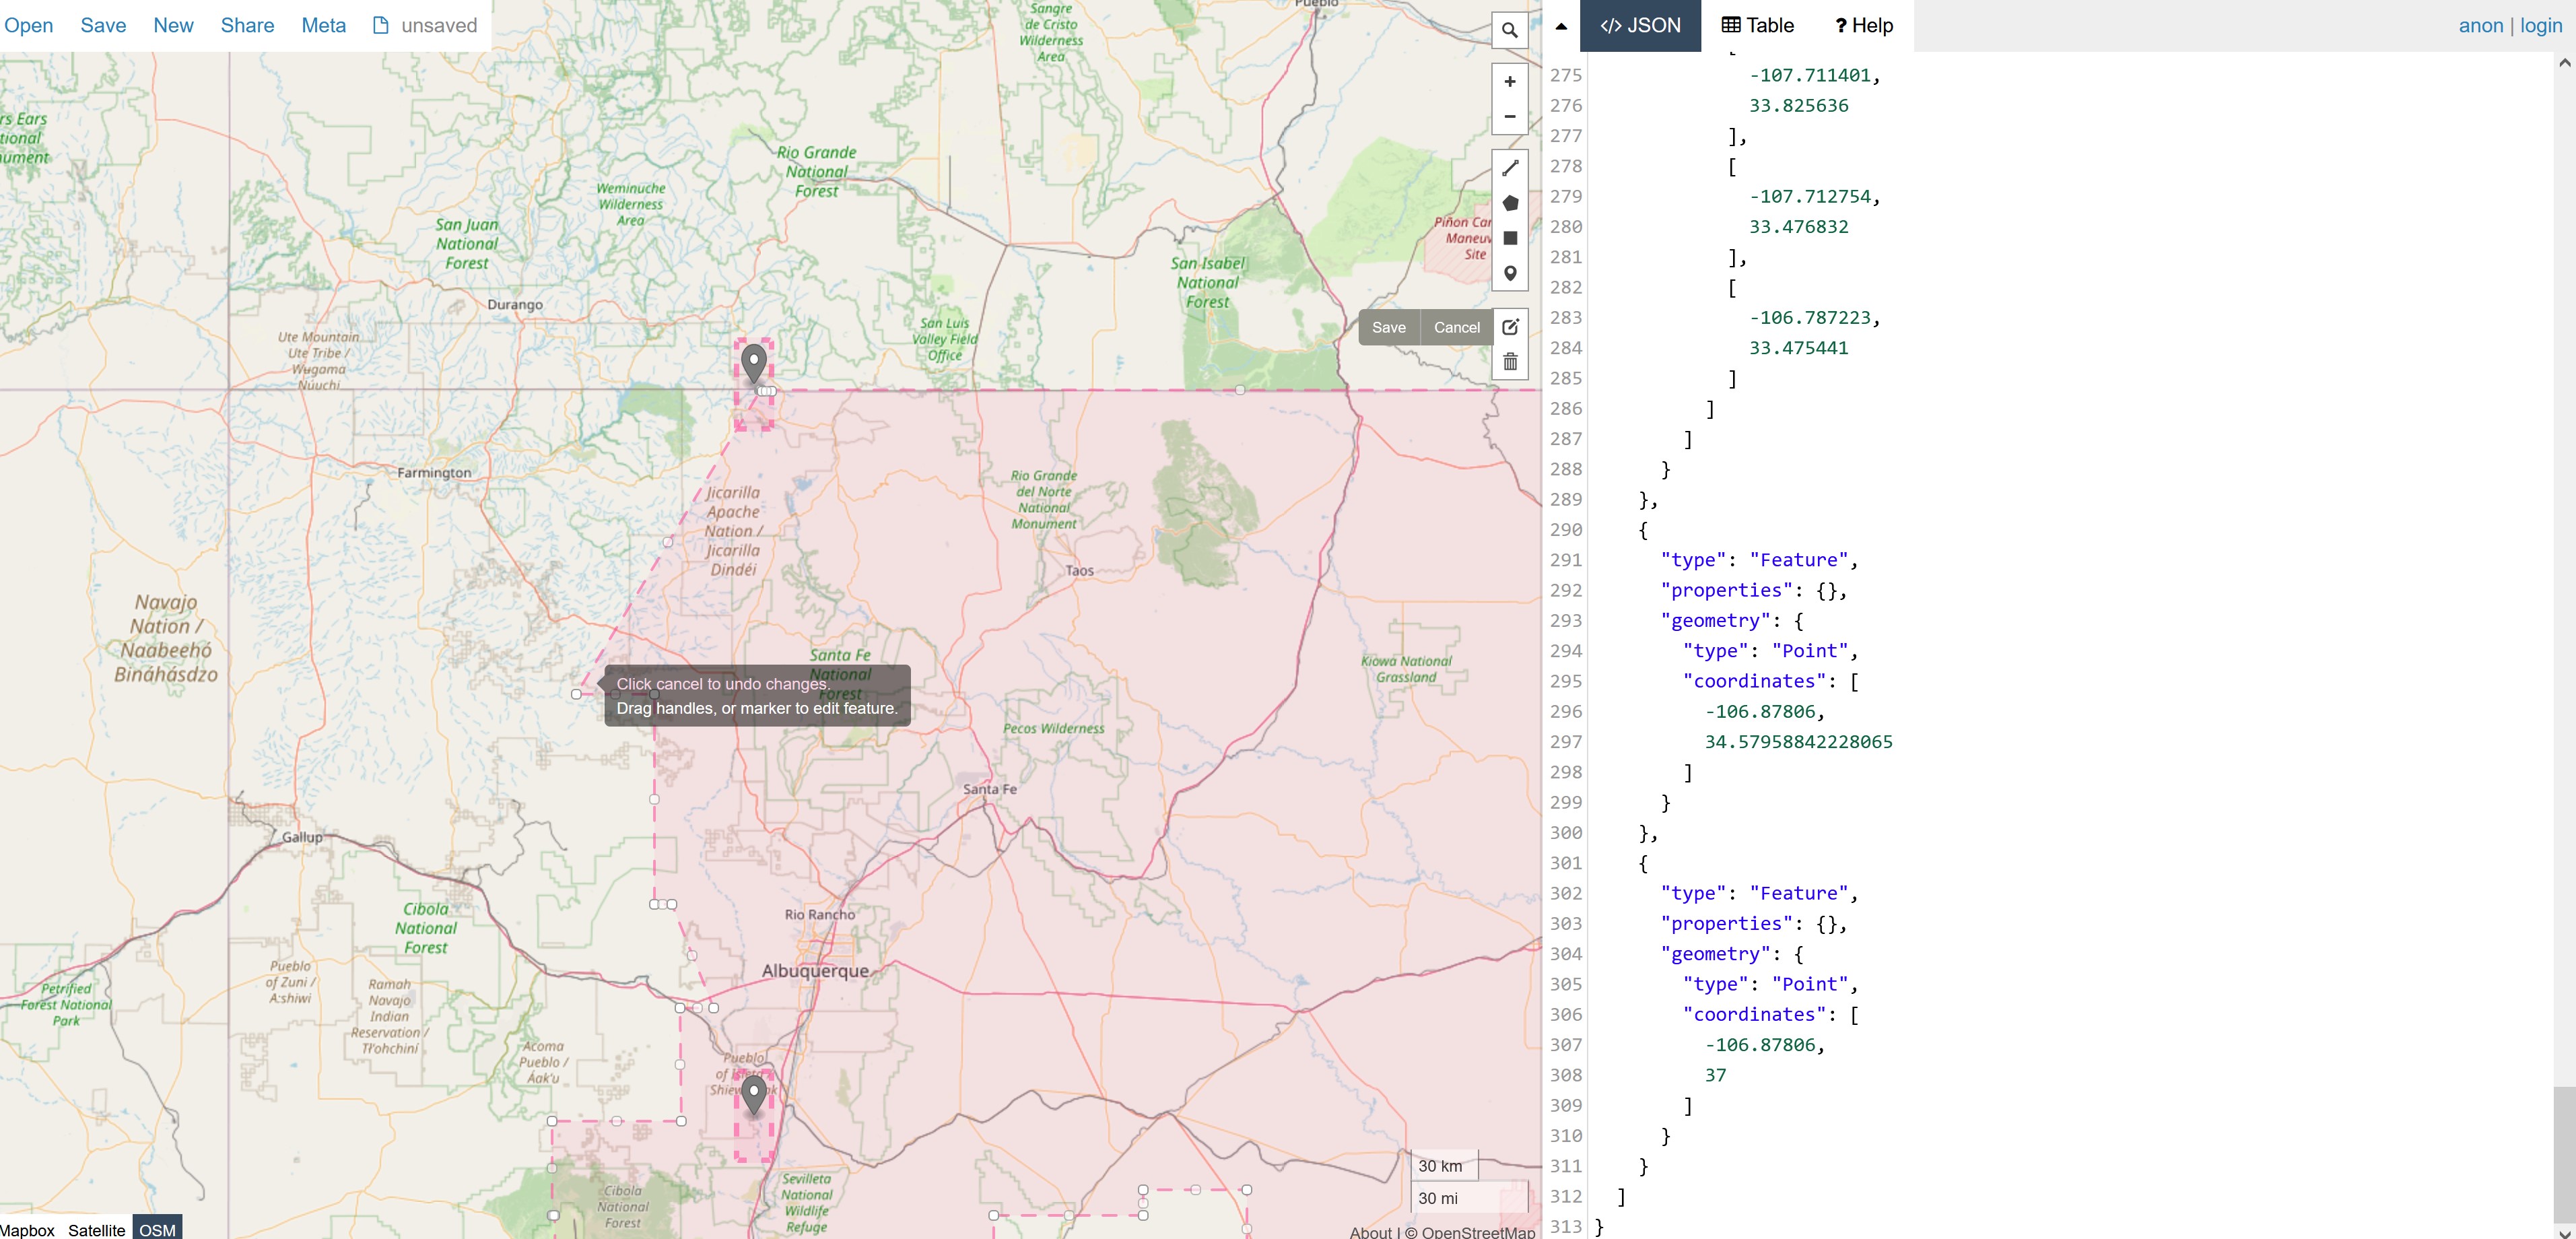 Open Save New Share Meta unsaved
</> JSON Table ? Help
anon | login
Pueblo
Sangre
de Cristo
Wilderness
Area
rs Ears
tional
nument
Rio Grande
National
Forest
Weminuche
Wilderness
Area
San Juan
National
Forest
Piñon Can
Maneuv
Site
San Isabel
National
Forest
Durango
San Luis
Valley Field
Office
Save Cancel
Ute Mountain
Ute Tribe /
Wugama
Núuchi
Farmington
Jicarilla
Apache
Nation /
Jicarilla
Dindéi
Rio Grande
del Norte
National
Monument
Taos
Navajo
Nation /
Naabeehó
Bináhásdzo
Santa Fe
National
Forest
Kiowa National
Grassland
Click cancel to undo changes.
Drag handles, or marker to edit feature.
Pecos Wilderness
Santa Fe
Gallup
Cibola
National
Forest
Rio Rancho
Albuquerque
Pueblo
of Zuni /
A:shiwi
Petrified
Forest National
Park
Ramah
Navajo
Indian
Reservation /
Tł'ohchiní
Acoma
Pueblo /
Áak'u
Pueblo
of Isleta /
Cibola
National
Forest
Sevilleta
National
Wildlife
Refuge
30 km
30 mi
Mapbox Satellite OSM
About | © OpenStreetMap
[
275 -107.711401,
276 33.825636
277 ],
278 [
279 -107.712754,
280 33.476832
281 ],
282 [
283 -106.787223,
284 33.475441
285 ]
286 ]
287 ]
288 }
289 },
290 {
291 "type": "Feature",
292 "properties": {},
293 "geometry": {
294 "type": "Point",
295 "coordinates": [
296 -106.87806,
297 34.57958842228065
298 ]
299 }
300 },
301 {
302 "type": "Feature",
303 "properties": {},
304 "geometry": {
305 "type": "Point",
306 "coordinates": [
307 -106.87806,
308 37
309 ]
310 }
311 }
312 ]
313 }